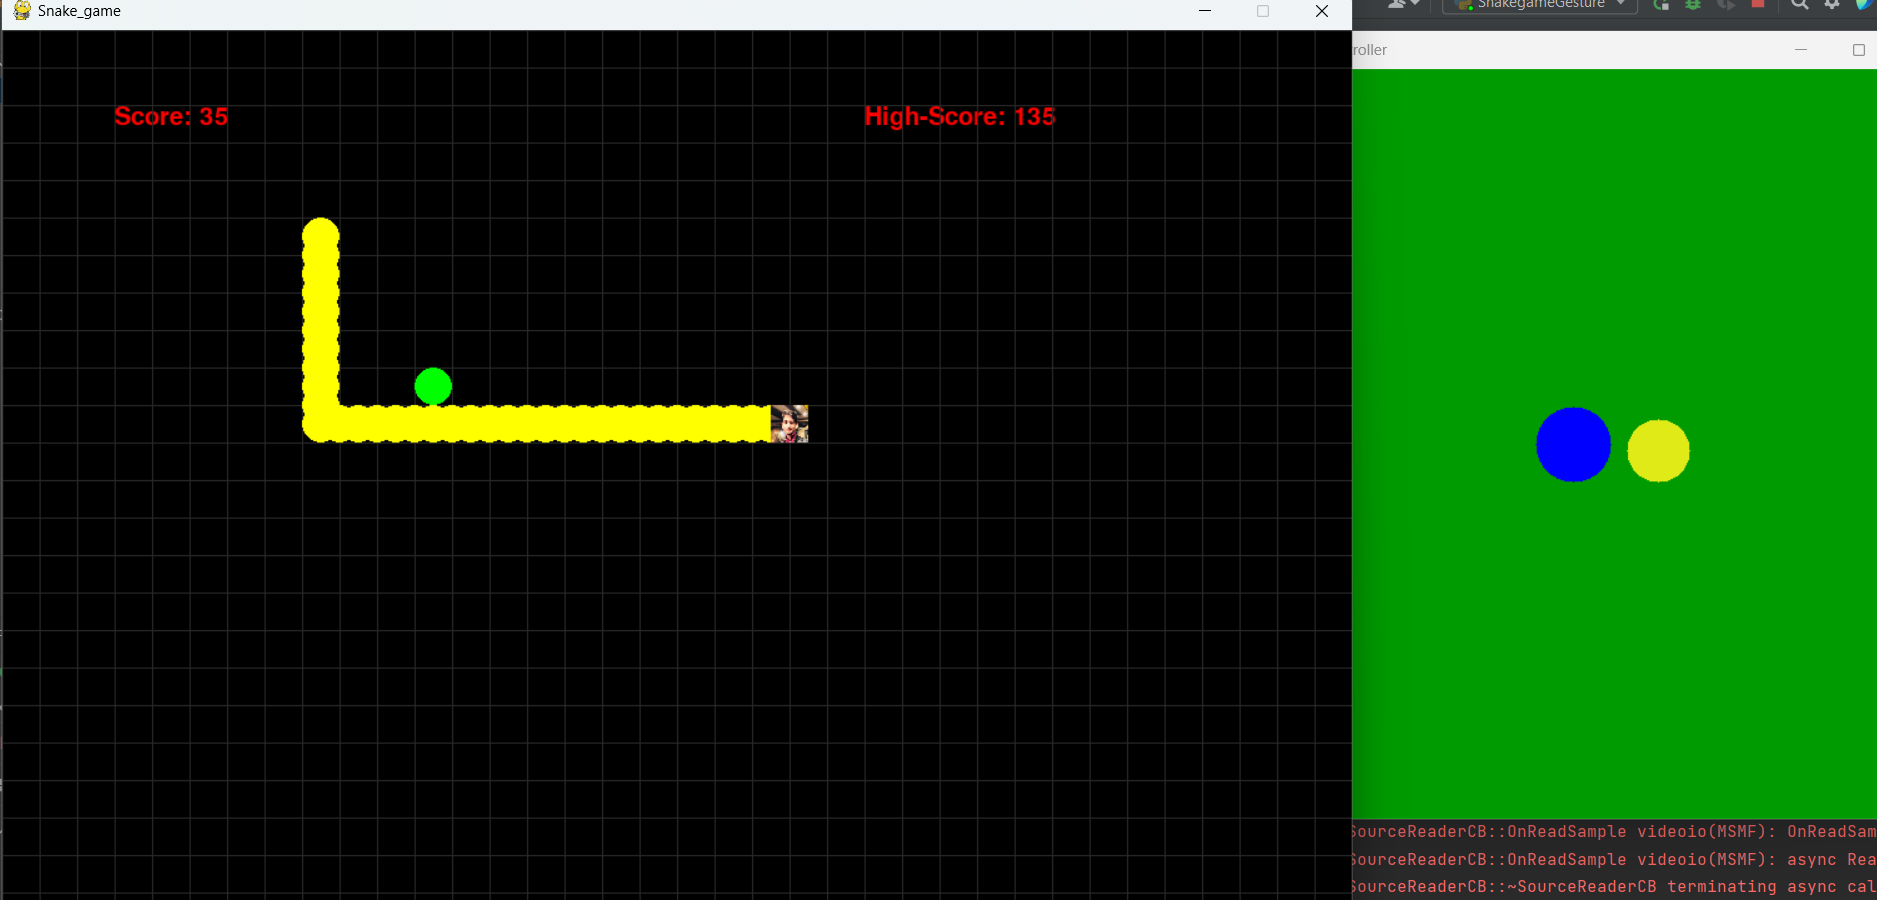 Snake_game
SnakegameGesture
roller
Score: 35
High-Score: 135
SourceReaderCB::OnReadSample videoio(MSMF): OnReadSam
SourceReaderCB::OnReadSample videoio(MSMF): async Rea
SourceReaderCB::~SourceReaderCB terminating async cal